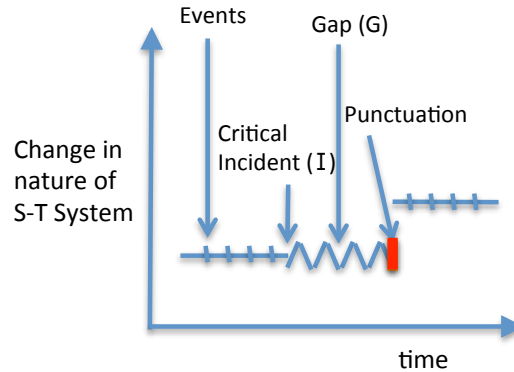 Events
Gap (G)
Punctuation
Critical
Incident (I)
Change in
nature of
S-T System
time